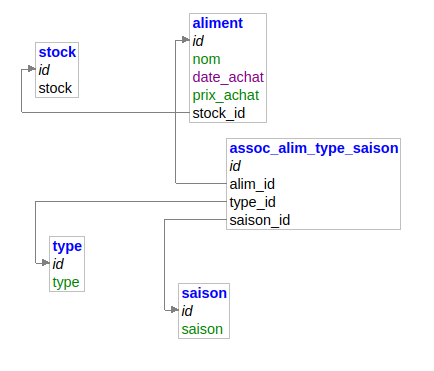 aliment
id
nom
date_achat
prix_achat
stock_id
stock
id
stock
assoc_alim_type_saison
id
alim_id
type_id
saison_id
type
id
type
saison
id
saison